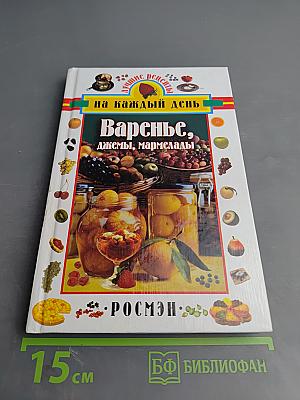 Лучшие рецепты
на каждый день
Варенье,
джемы, мармелады
• РОСМЭН •
15 см
БФ БИБЛИОФАН